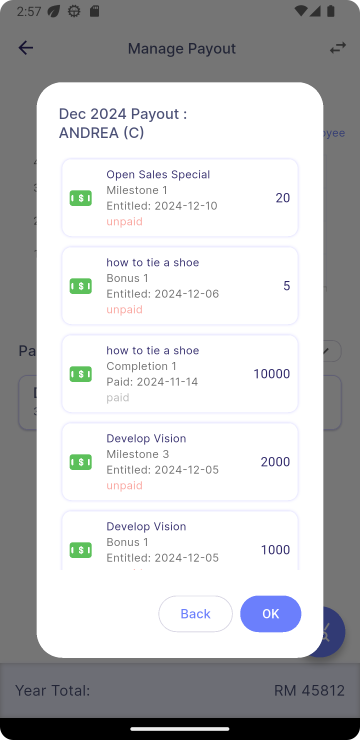 2:57
Manage Payout
Dec 2024 Payout :
ANDREA (C)
Open Sales Special
Milestone 1
Entitled: 2024-12-10
unpaid
20
how to tie a shoe
Bonus 1
Entitled: 2024-12-06
unpaid
5
how to tie a shoe
Completion 1
Paid: 2024-11-14
paid
10000
Develop Vision
Milestone 3
Entitled: 2024-12-05
unpaid
2000
Develop Vision
Bonus 1
Entitled: 2024-12-05
1000
Back
OK
Year Total:
RM 45812